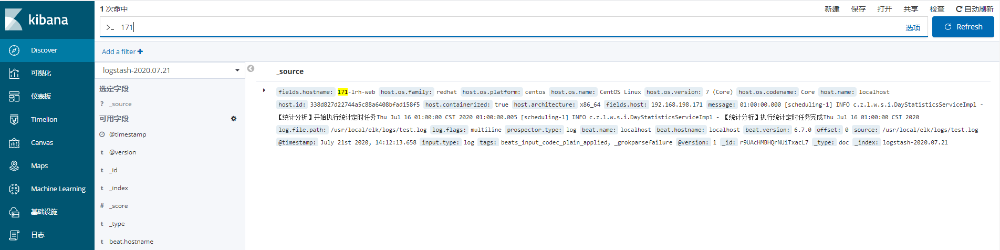 kibana
Discover
可视化
仪表板
Timelion
Canvas
Maps
Machine Learning
基础设施
日志
1 次命中
新建 保存 打开 共享 检查 自动刷新
>_ 171 选项 Refresh
Add a filter +
logstash-2020.07.21
选定字段
? _source
可用字段
@timestamp
t @version
t _id
t _index
# _score
t _type
t beat.hostname
_source
fields.hostname: 171-lrh-web host.os.family: redhat host.os.platform: centos host.os.name: CentOS Linux host.os.version: 7 (Core) host.os.codename: Core host.name: localhost
host.id: 338d827d22744a5c88a6408bfad158f5 host.containerized: true host.architecture: x86_64 fields.host: 192.168.198.171 message: 01:00:00.000 [scheduling-1] INFO c.z.l.w.s.i.DayStatisticsServiceImpl -
【统计分析】开始执行统计定时任务Thu Jul 16 01:00:00 CST 2020 01:00:00.005 [scheduling-1] INFO c.z.l.w.s.i.DayStatisticsServiceImpl - 【统计分析】执行统计定时任务完成Thu Jul 16 01:00:00 CST 2020
log.file.path: /usr/local/elk/logs/test.log log.flags: multiline prospector.type: log beat.name: localhost beat.hostname: localhost beat.version: 6.7.0 offset: 0 source: /usr/local/elk/logs/test.log
@timestamp: July 21st 2020, 14:12:13.658 input.type: log tags: beats_input_codec_plain_applied, _grokparsefailure @version: 1 _id: r9UAcHMBHQrNUiTxacL7 _type: doc _index: logstash-2020.07.21